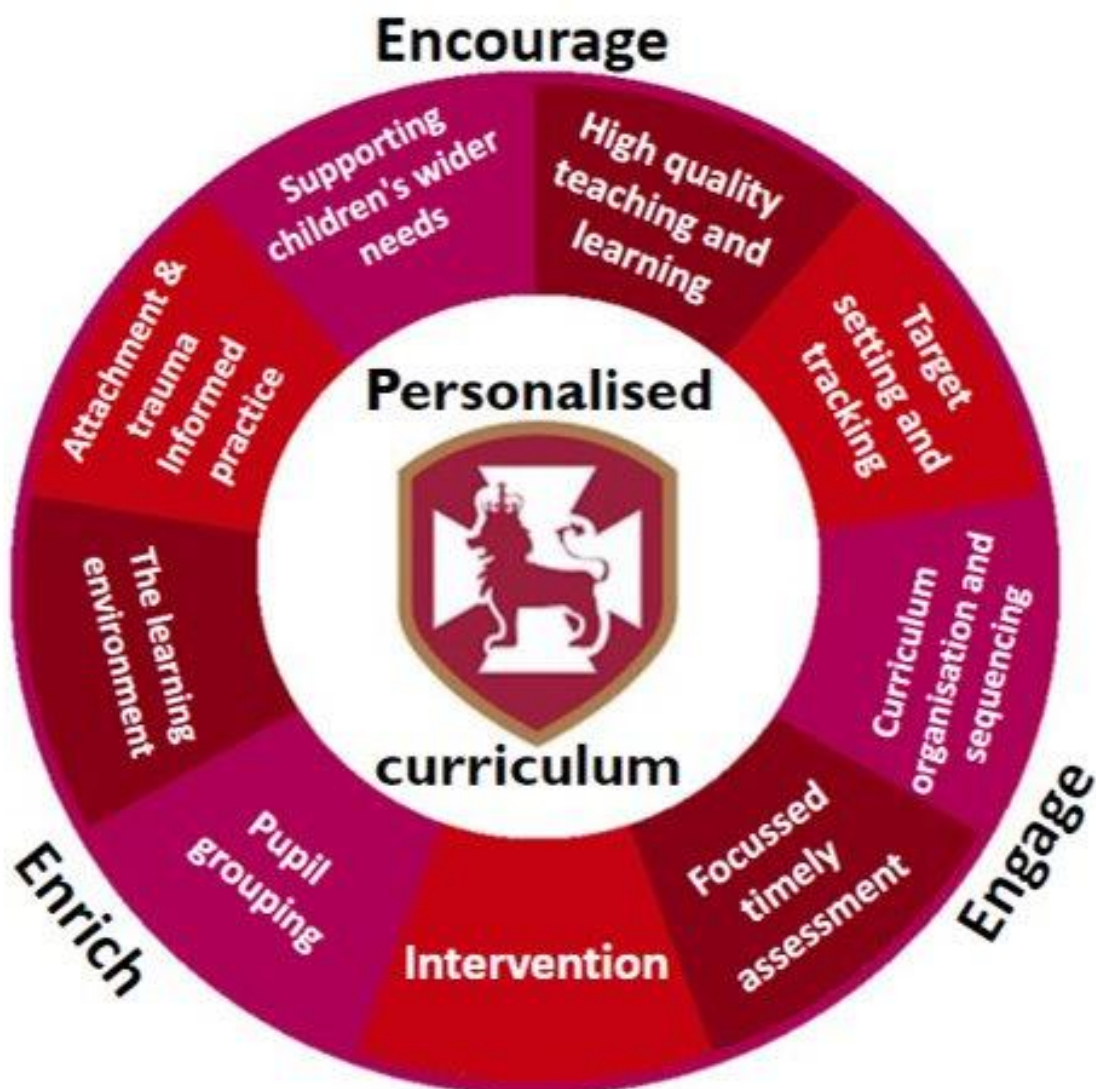 Encourage
Supporting
children's wider
needs
High quality
teaching and
learning
Target
setting and
tracking
Curriculum
organisation and
sequencing
Engage
Focussed
timely
assessment
Intervention
Pupil
grouping
Enrich
The learning
environment
Attachment &
trauma
Informed
practice
Personalised
curriculum